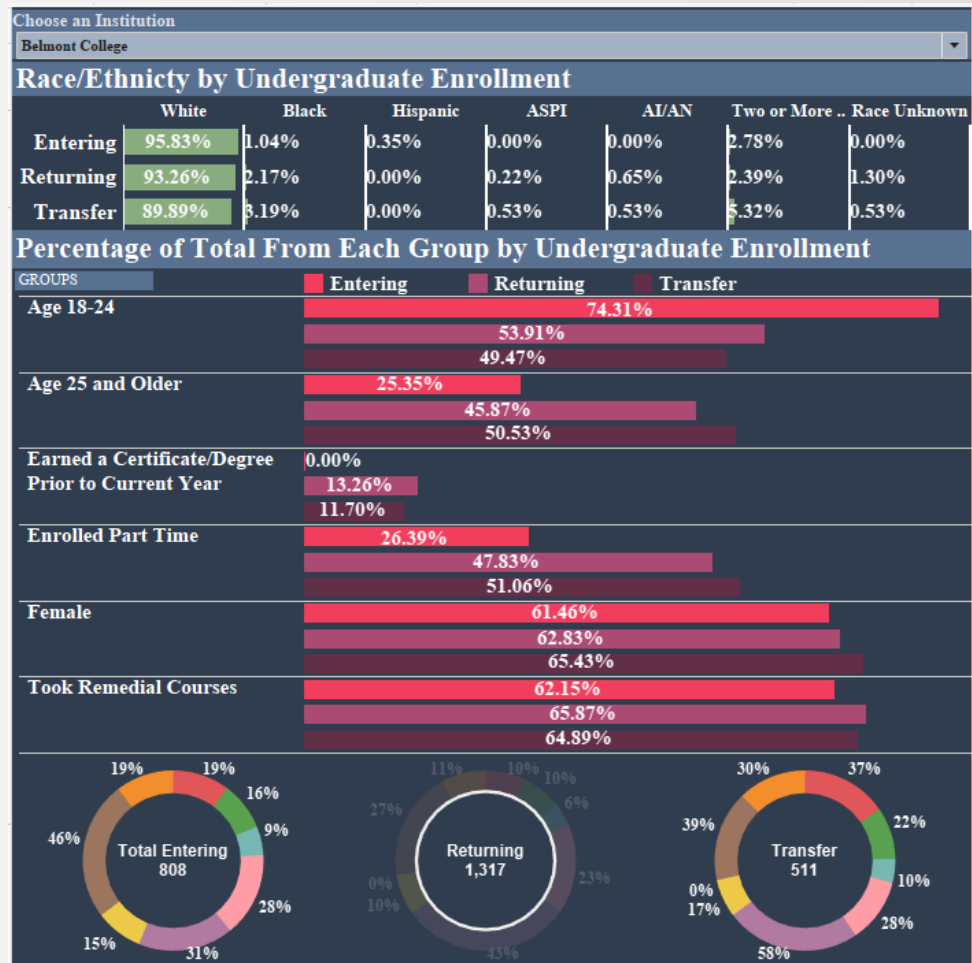 Choose an Institution
Belmont College
Race/Ethnicty by Undergraduate Enrollment
White Black Hispanic ASPI AI/AN Two or More .. Race Unknown
Entering 95.83% 1.04% 0.35% 0.00% 0.00% 2.78% 0.00%
Returning 93.26% 2.17% 0.00% 0.22% 0.65% 2.39% 1.30%
Transfer 89.89% 3.19% 0.00% 0.53% 0.53% 5.32% 0.53%
Percentage of Total From Each Group by Undergraduate Enrollment
GROUPS Entering Returning Transfer
Age 18-24 74.31%
53.91%
49.47%
Age 25 and Older 25.35%
45.87%
50.53%
Earned a Certificate/Degree 0.00%
Prior to Current Year 13.26%
11.70%
Enrolled Part Time 26.39%
47.83%
51.06%
Female 61.46%
62.83%
65.43%
Took Remedial Courses 62.15%
65.87%
64.89%
19% 19%
16%
9%
46%
Total Entering
808
28%
15%
31%
11% 10%
10%
6%
27%
Returning
1,317
23%
0%
10%
43%
30% 37%
22%
39%
Transfer
511
10%
0%
17%
28%
58%